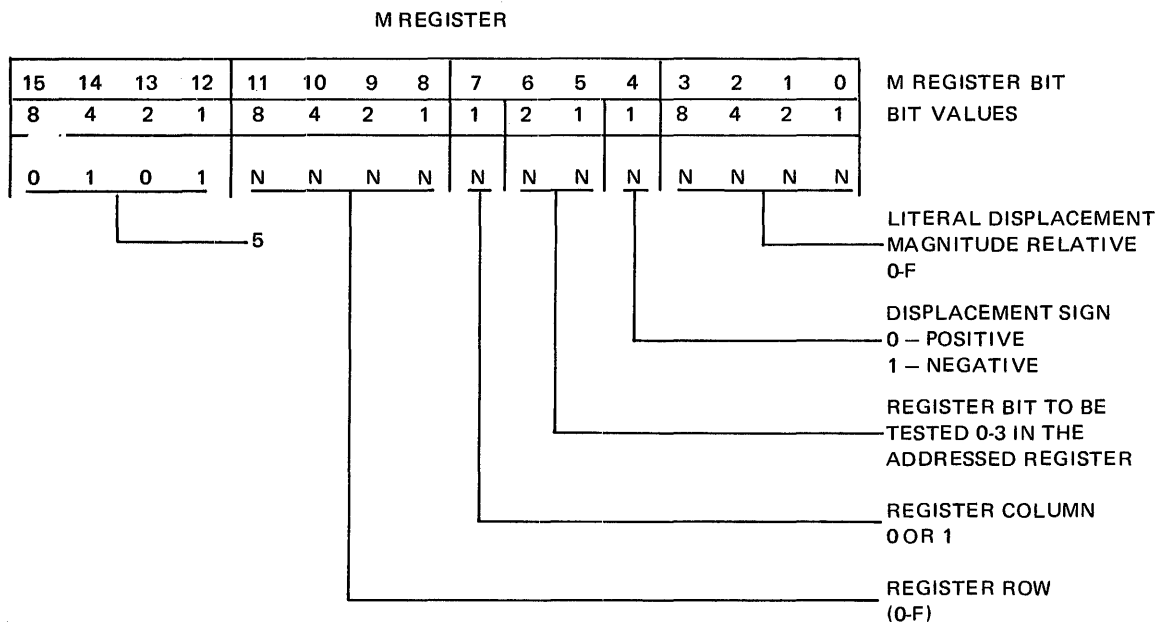 M REGISTER
15 14 13 12 11 10 9 8 7 6 5 4 3 2 1 0 M REGISTER BIT
8 4 2 1 8 4 2 1 1 2 1 1 8 4 2 1 BIT VALUES
0 1 0 1 N N N N N N N N N N N N
5
LITERAL DISPLACEMENT
MAGNITUDE RELATIVE
0-F
DISPLACEMENT SIGN
0 – POSITIVE
1 – NEGATIVE
REGISTER BIT TO BE
TESTED 0-3 IN THE
ADDRESSED REGISTER
REGISTER COLUMN
0 OR 1
REGISTER ROW
(0-F)